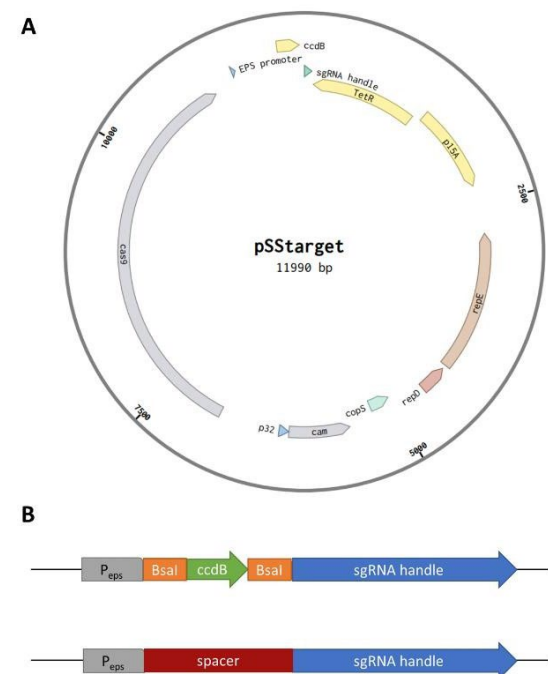 A
ccdB
EPS promoter
sgRNA handle
TetR
p15A
2500
repE
repD
5000
copS
cam
p32
7500
cas9
10000
pSStarget
11990 bp
B
Peps BsaI ccdB BsaI sgRNA handle
Peps spacer sgRNA handle